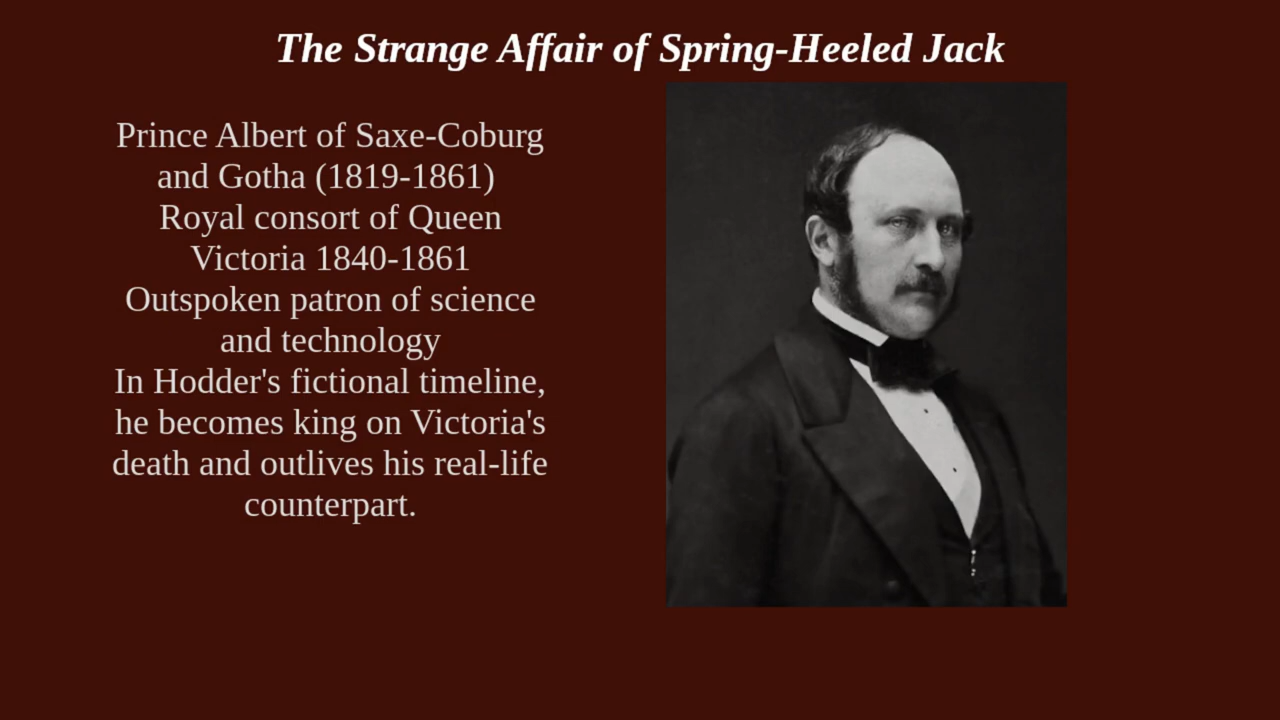 The Strange Affair of Spring-Heeled Jack
Prince Albert of Saxe-Coburg
and Gotha (1819-1861)
Royal consort of Queen
Victoria 1840-1861
Outspoken patron of science
and technology
In Hodder's fictional timeline,
he becomes king on Victoria's
death and outlives his real-life
counterpart.